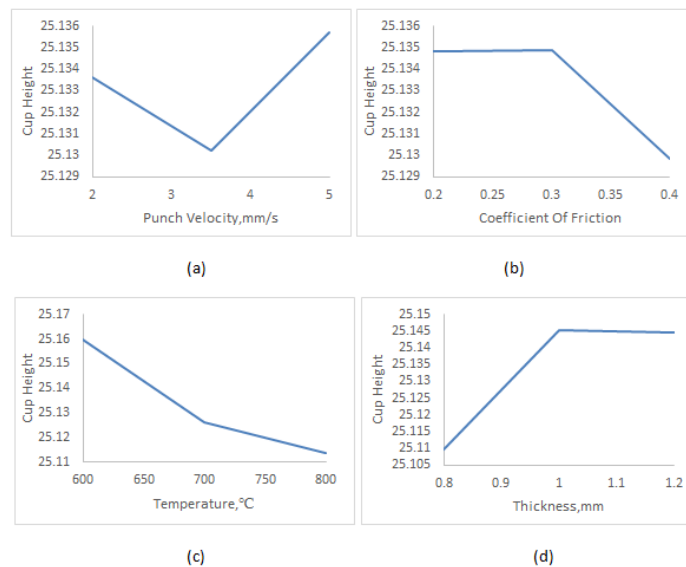 Cup Height
25.136
25.135
25.134
25.133
25.132
25.131
25.13
25.129
2 3 4 5
Punch Velocity,mm/s
(a)
Cup Height
25.136
25.135
25.134
25.133
25.132
25.131
25.13
25.129
0.2 0.25 0.3 0.35 0.4
Coefficient Of Friction
(b)
Cup Height
25.17
25.16
25.15
25.14
25.13
25.12
25.11
600 650 700 750 800
Temperature,℃
(c)
Cup Height
25.15
25.145
25.14
25.135
25.13
25.125
25.12
25.115
25.11
25.105
0.8 0.9 1 1.1 1.2
Thickness,mm
(d)